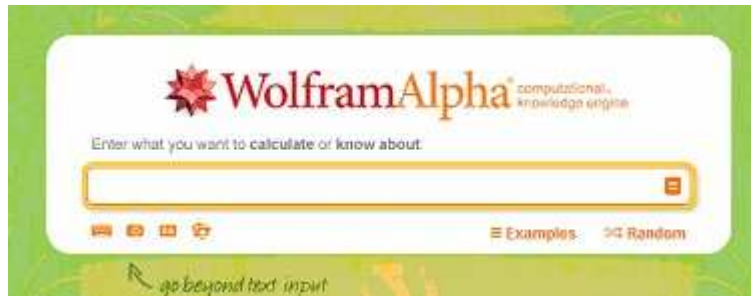 WolframAlpha computational knowledge engine
Enter what you want to calculate or know about:
Examples Random
go beyond text input